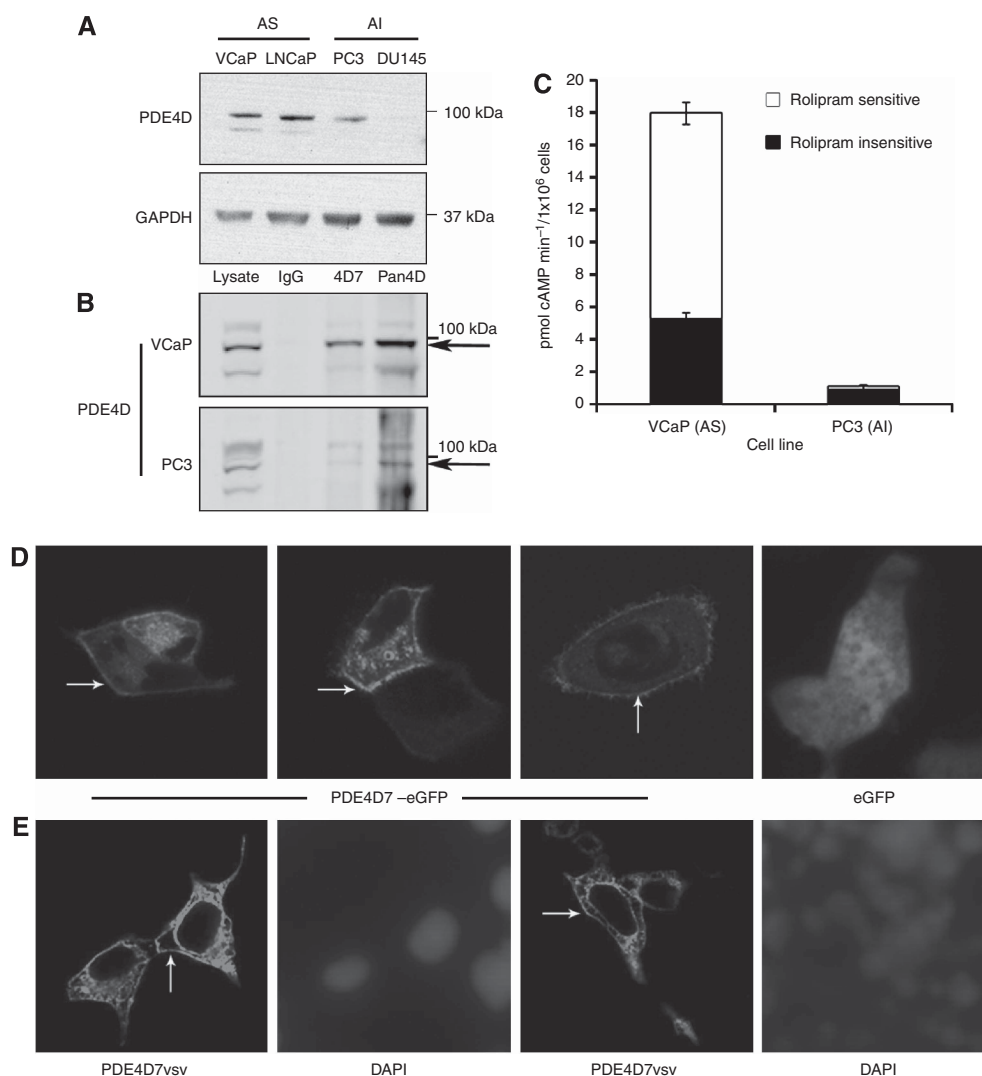 A
AS AI
VCaP LNCaP PC3 DU145
PDE4D
100 kDa
GAPDH
37 kDa
B
Lysate IgG 4D7 Pan4D
VCaP
100 kDa
PDE4D
PC3
100 kDa
C
20
18
16
14
12
10
8
6
4
2
0
pmol cAMP min⁻¹/1x10⁶ cells
Rolipram sensitive
Rolipram insensitive
VCaP (AS) PC3 (AI)
Cell line
D
PDE4D7 –eGFP eGFP
E
PDE4D7vsv DAPI PDE4D7vsv DAPI